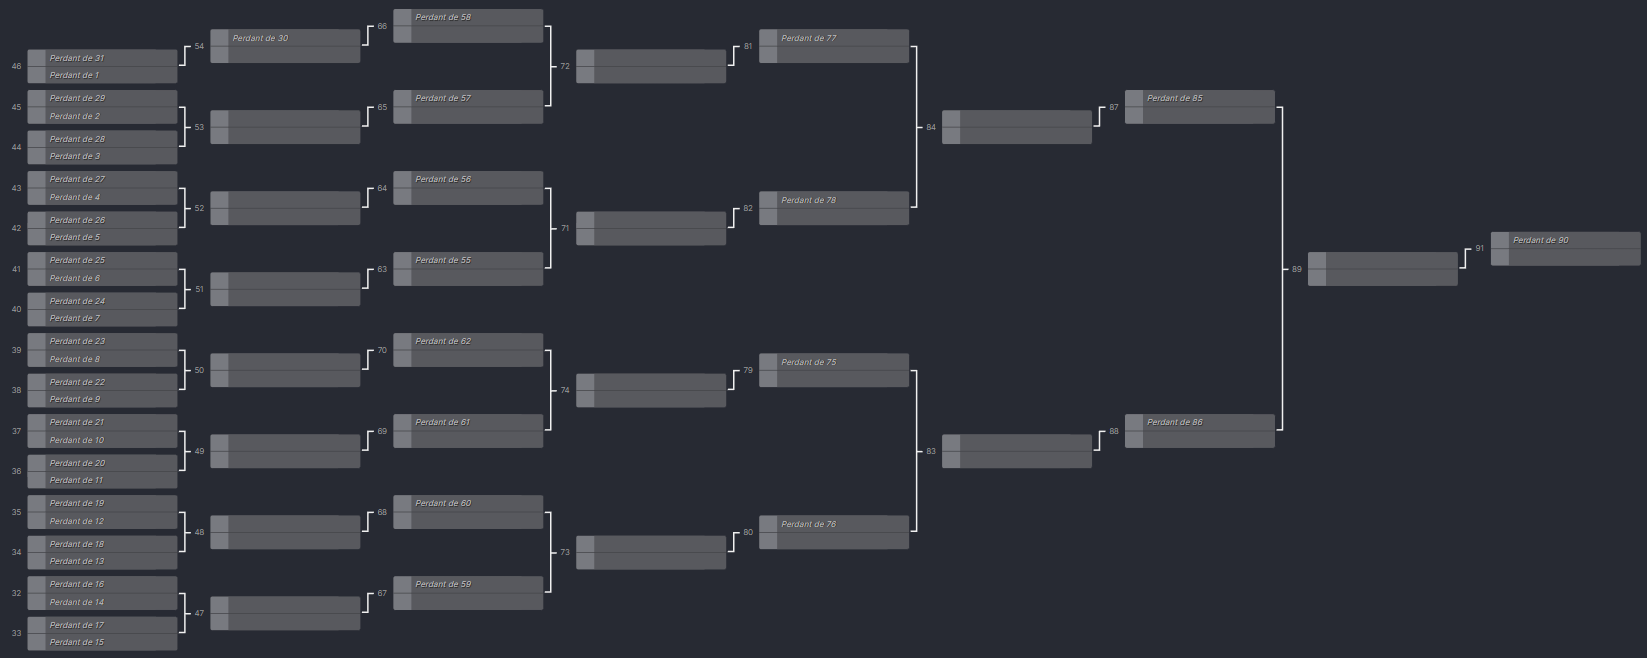 46
Perdant de 31
Perdant de 1
45
Perdant de 29
Perdant de 2
44
Perdant de 28
Perdant de 3
43
Perdant de 27
Perdant de 4
42
Perdant de 26
Perdant de 5
41
Perdant de 25
Perdant de 6
40
Perdant de 24
Perdant de 7
39
Perdant de 23
Perdant de 8
38
Perdant de 22
Perdant de 9
37
Perdant de 21
Perdant de 10
36
Perdant de 20
Perdant de 11
35
Perdant de 19
Perdant de 12
34
Perdant de 18
Perdant de 13
32
Perdant de 16
Perdant de 14
33
Perdant de 17
Perdant de 15
54
Perdant de 30
53
52
51
50
49
48
47
66
Perdant de 58
65
Perdant de 57
64
Perdant de 56
63
Perdant de 55
70
Perdant de 62
69
Perdant de 61
68
Perdant de 60
67
Perdant de 59
72
71
74
73
81
Perdant de 77
82
Perdant de 78
79
Perdant de 75
80
Perdant de 76
84
83
87
Perdant de 85
88
Perdant de 86
89
91
Perdant de 90